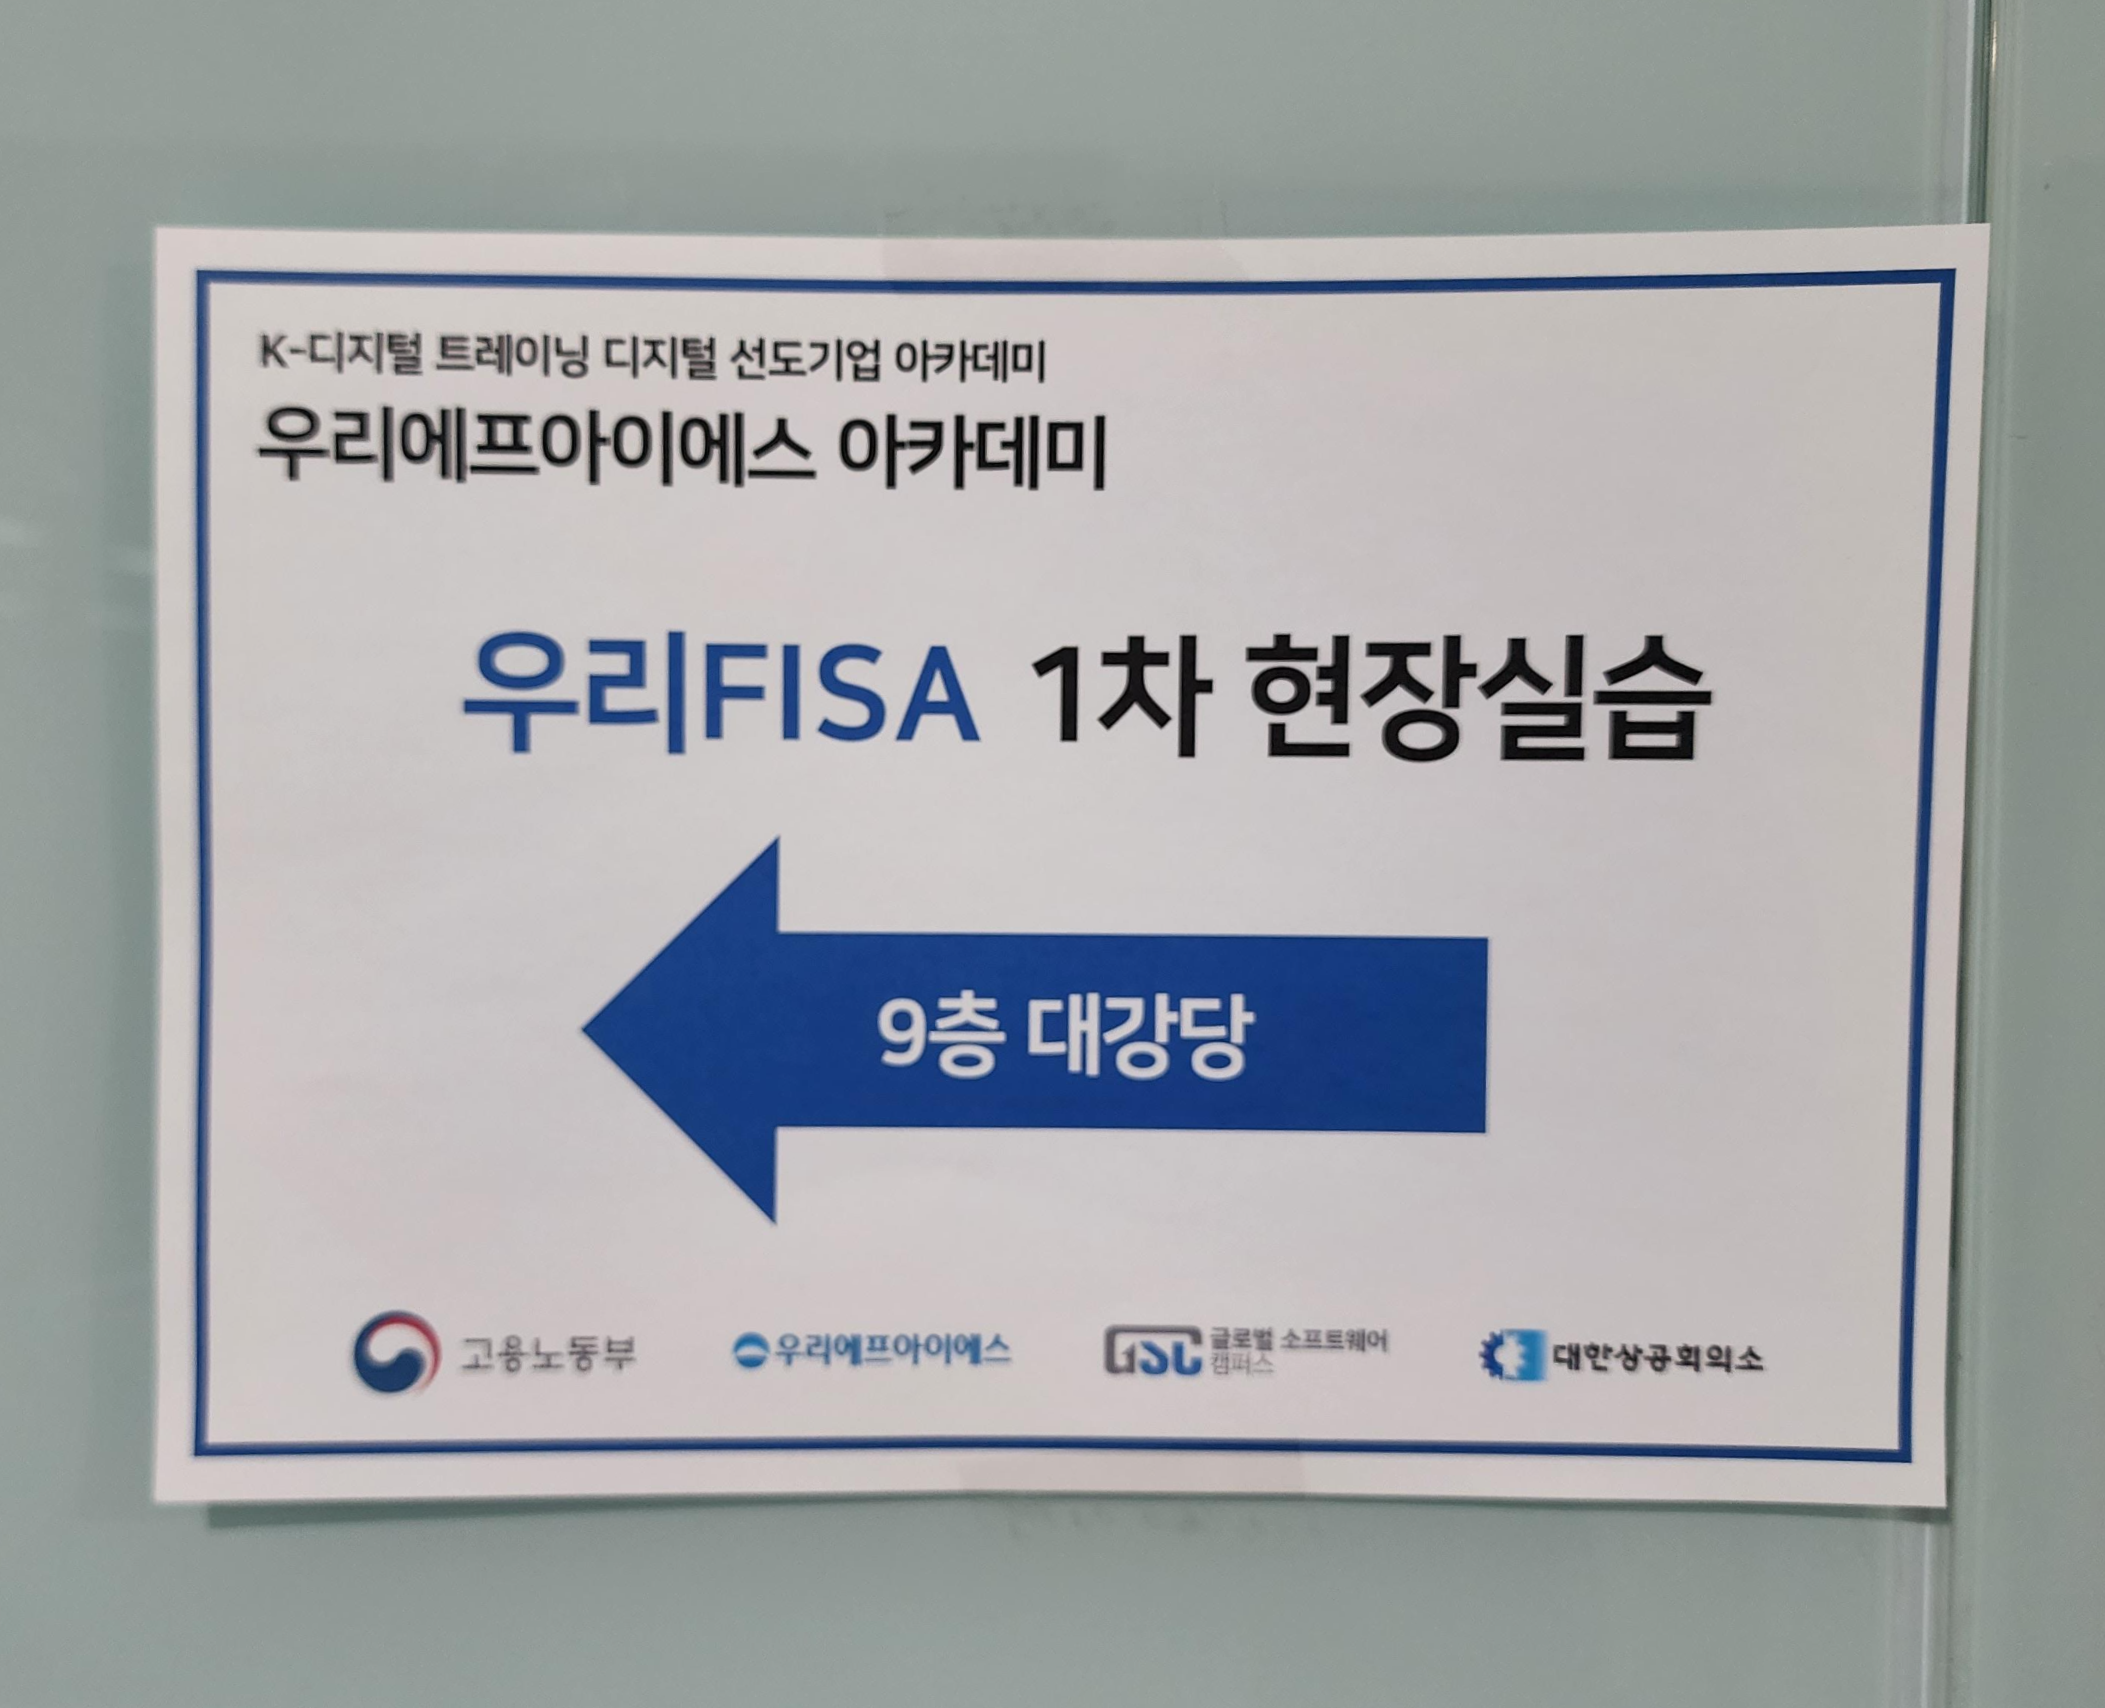 K-디지털 트레이닝 디지털 선도기업 아카데미
우리에프아이에스 아카데미
우리FISA 1차 현장실습
9층 대강당
고용노동부
우리에프아이에스
GSC 글로벌 소프트웨어
캠퍼스
대한상공회의소